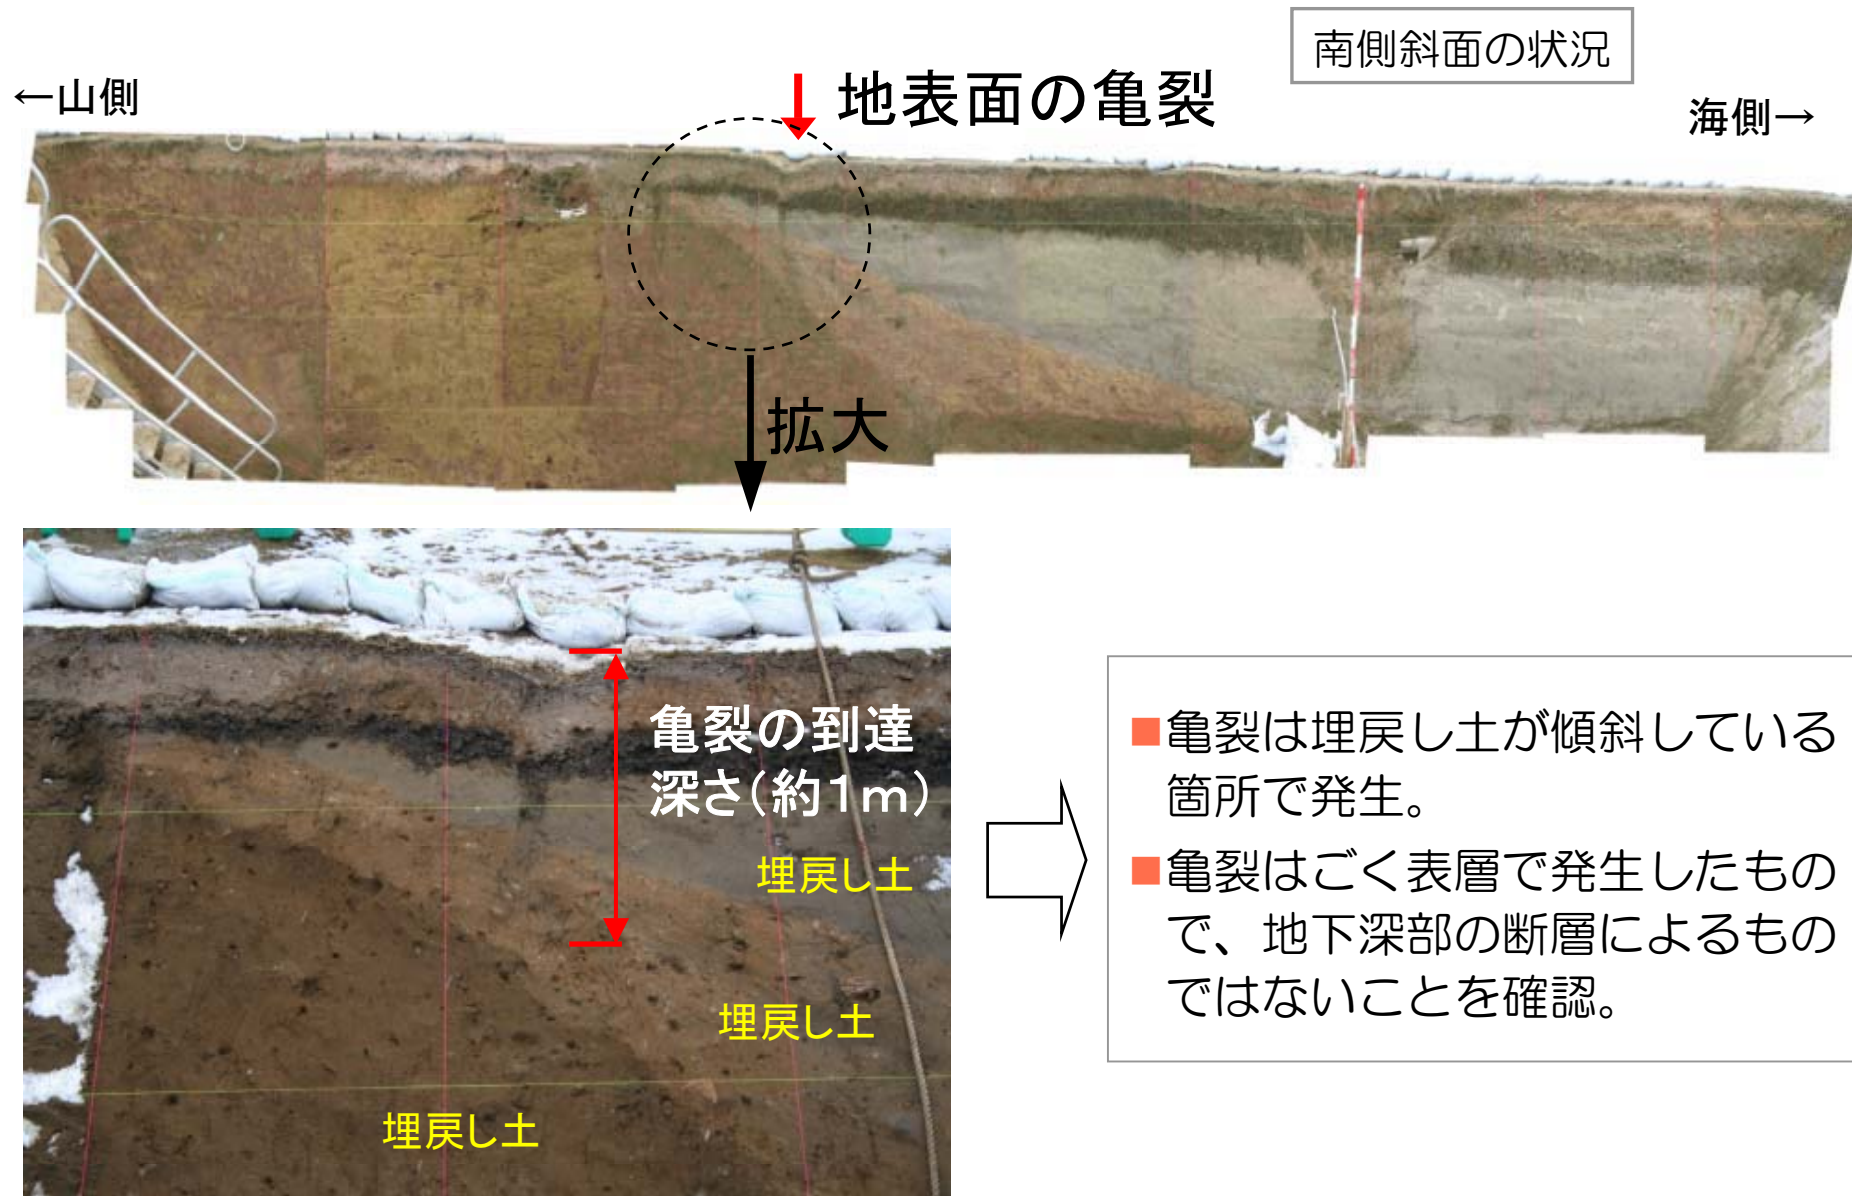 南側斜面の状況
←山側
地表面の亀裂
海側→
拡大
亀裂の到達
深さ(約1m)
埋戻し土
埋戻し土
埋戻し土
■亀裂は埋戻し土が傾斜している
箇所で発生。
■亀裂はごく表層で発生したもの
で、地下深部の断層によるもの
ではないことを確認。